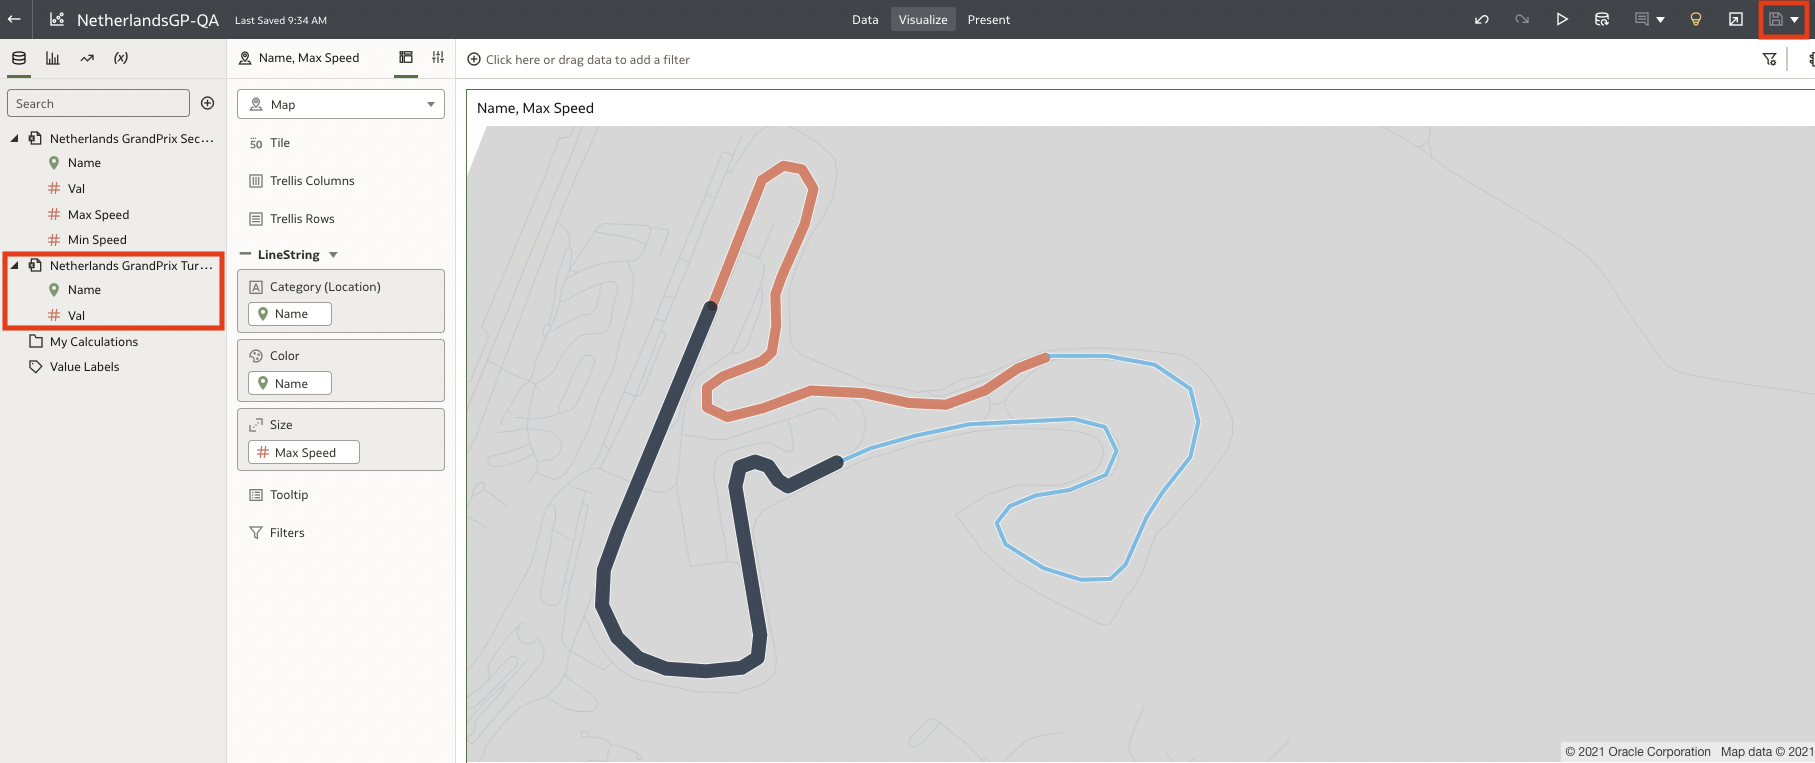 NetherlandsGP-QA Last Saved 9:34 AM Data Visualize Present
(x) Name, Max Speed
Click here or drag data to add a filter
Search
Netherlands GrandPrix Sec...
Name
Val
Max Speed
Min Speed
Netherlands GrandPrix Tur...
Name
Val
My Calculations
Value Labels
Map
50 Tile
Trellis Columns
Trellis Rows
LineString
A Category (Location)
Name
Color
Name
Size
Max Speed
Tooltip
Filters
Name, Max Speed
© 2021 Oracle Corporation Map data © 2021